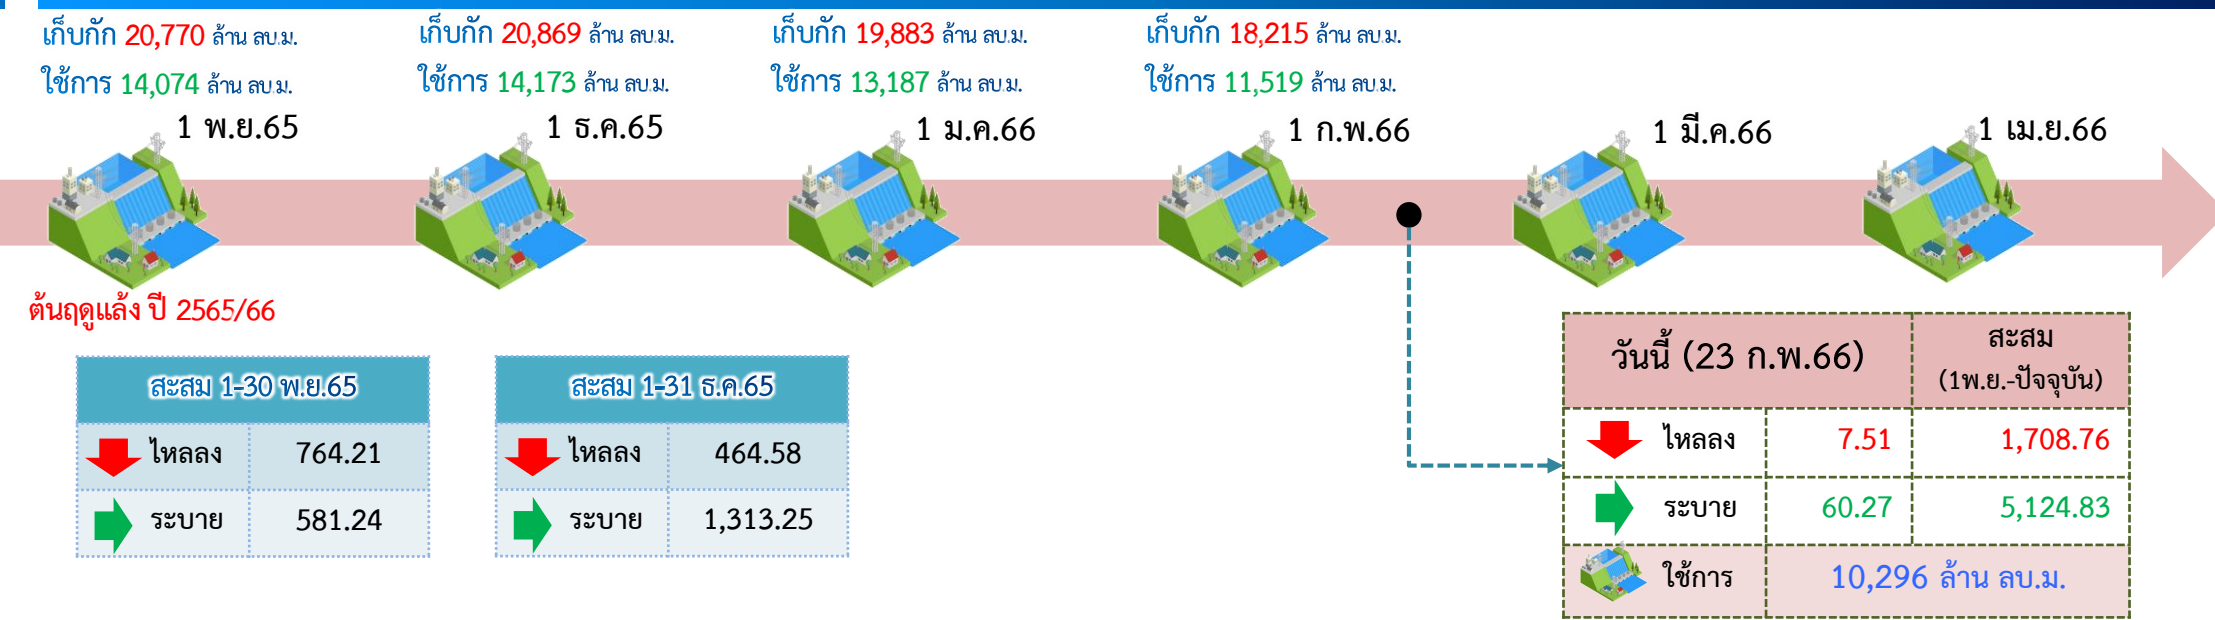 เก็บกัก 20,770 ล้าน ลบ.ม.
ใช้การ 14,074 ล้าน ลบ.ม.
1 พ.ย.65
เก็บกัก 20,869 ล้าน ลบ.ม.
ใช้การ 14,173 ล้าน ลบ.ม.
1 ธ.ค.65
เก็บกัก 19,883 ล้าน ลบ.ม.
ใช้การ 13,187 ล้าน ลบ.ม.
1 ม.ค.66
เก็บกัก 18,215 ล้าน ลบ.ม.
ใช้การ 11,519 ล้าน ลบ.ม.
1 ก.พ.66
1 มี.ค.66
1 เม.ย.66
ต้นฤดูแล้ง ปี 2565/66
สะสม 1-30 พ.ย.65
ไหลลง 764.21
ระบาย 581.24
สะสม 1-31 ธ.ค.65
ไหลลง 464.58
ระบาย 1,313.25
วันนี้ (23 ก.พ.66)
สะสม
(1พ.ย.-ปัจจุบัน)
ไหลลง 7.51 1,708.76
ระบาย 60.27 5,124.83
ใช้การ 10,296 ล้าน ลบ.ม.